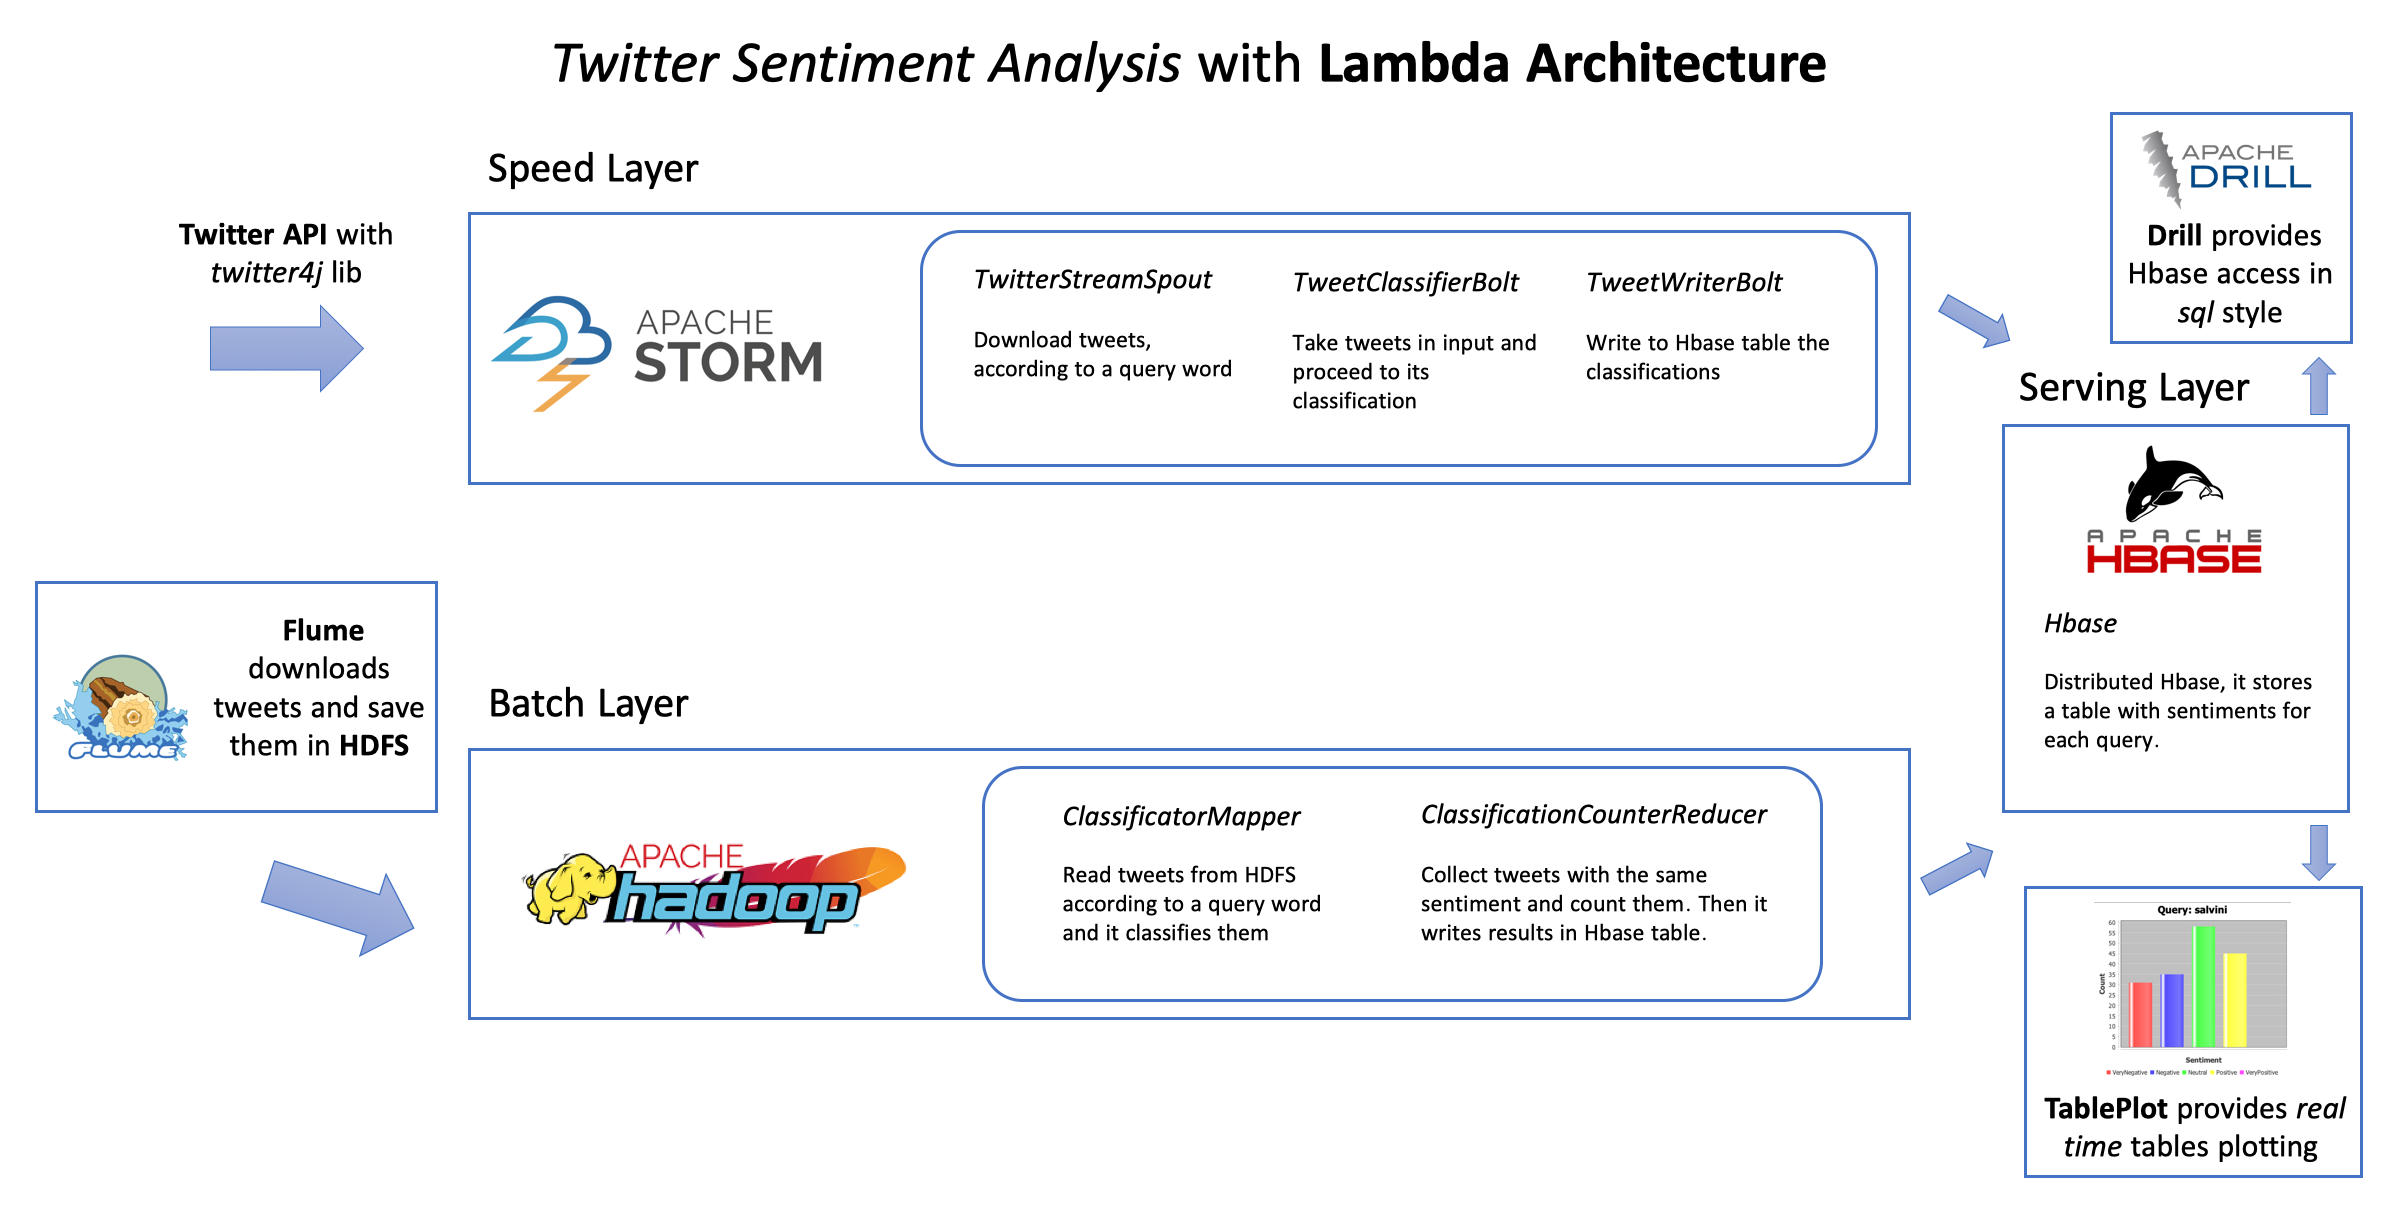 Twitter Sentiment Analysis with Lambda Architecture
Speed Layer
Twitter API with
twitter4j lib
APACHE
STORM
TwitterStreamSpout
Download tweets,
according to a query word
TweetClassifierBolt
Take tweets in input and
proceed to its
classification
TweetWriterBolt
Write to Hbase table the
classifications
APACHE
DRILL
Drill provides
Hbase access in
sql style
Serving Layer
APACHE
HBASE
Hbase
Distributed Hbase, it stores
a table with sentiments for
each query.
FLUME
Flume
downloads
tweets and save
them in HDFS
Batch Layer
APACHE
hadoop
ClassificatorMapper
Read tweets from HDFS
according to a query word
and it classifies them
ClassificationCounterReducer
Collect tweets with the same
sentiment and count them. Then it
writes results in Hbase table.
Query: salvini
Count
60
55
50
45
40
35
30
25
20
15
10
5
0
Sentiment
VeryNegative Negative Neutral Positive VeryPositive
TablePlot provides real
time tables plotting